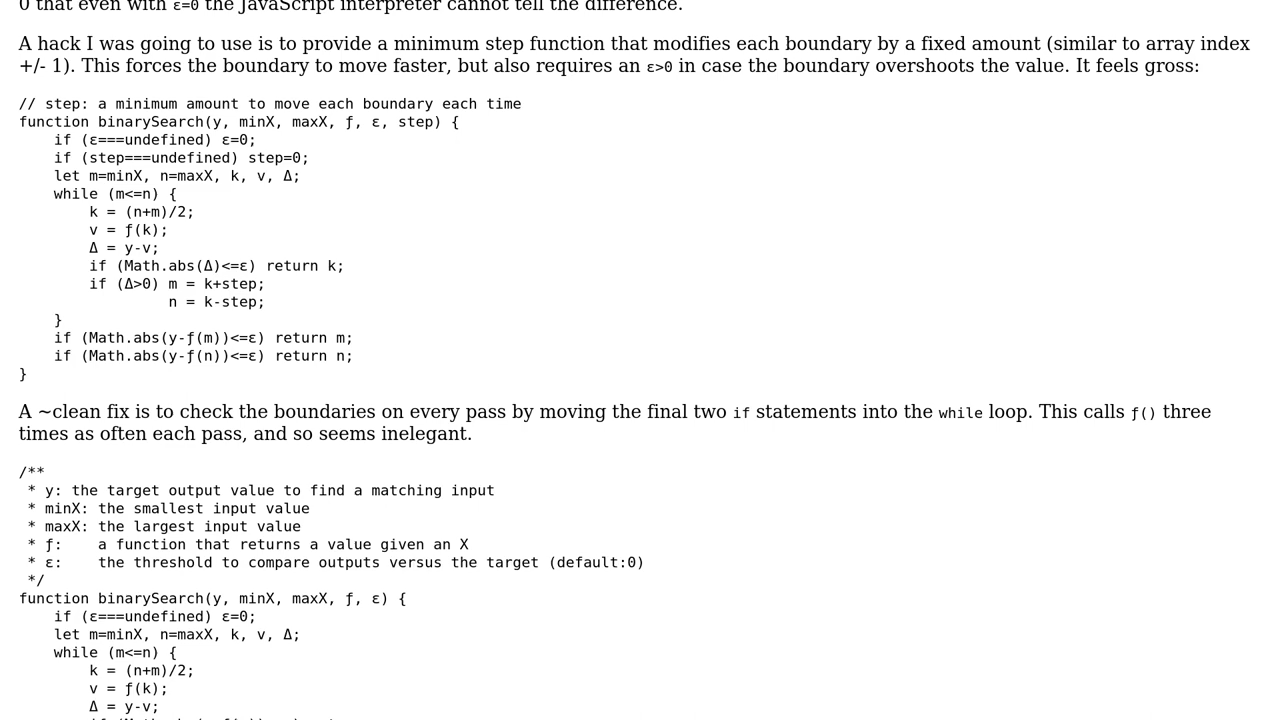 0 that even with ε=0 the JavaScript interpreter cannot tell the difference.
A hack I was going to use is to provide a minimum step function that modifies each boundary by a fixed amount (similar to array index
+/- 1). This forces the boundary to move faster, but also requires an ε>0 in case the boundary overshoots the value. It feels gross:
// step: a minimum amount to move each boundary each time
function binarySearch(y, minX, maxX, ƒ, ε, step) {
    if (ε===undefined) ε=0;
    if (step===undefined) step=0;
    let m=minX, n=maxX, k, v, Δ;
    while (m<=n) {
        k = (n+m)/2;
        v = ƒ(k);
        Δ = y-v;
        if (Math.abs(Δ)<=ε) return k;
        if (Δ>0) m = k+step;
                 n = k-step;
    }
    if (Math.abs(y-ƒ(m))<=ε) return m;
    if (Math.abs(y-ƒ(n))<=ε) return n;
}
A ~clean fix is to check the boundaries on every pass by moving the final two if statements into the while loop. This calls ƒ() three
times as often each pass, and so seems inelegant.
/**
 * y: the target output value to find a matching input
 * minX: the smallest input value
 * maxX: the largest input value
 * ƒ:    a function that returns a value given an X
 * ε:    the threshold to compare outputs versus the target (default:0)
 */
function binarySearch(y, minX, maxX, ƒ, ε) {
    if (ε===undefined) ε=0;
    let m=minX, n=maxX, k, v, Δ;
    while (m<=n) {
        k = (n+m)/2;
        v = ƒ(k);
        Δ = y-v;